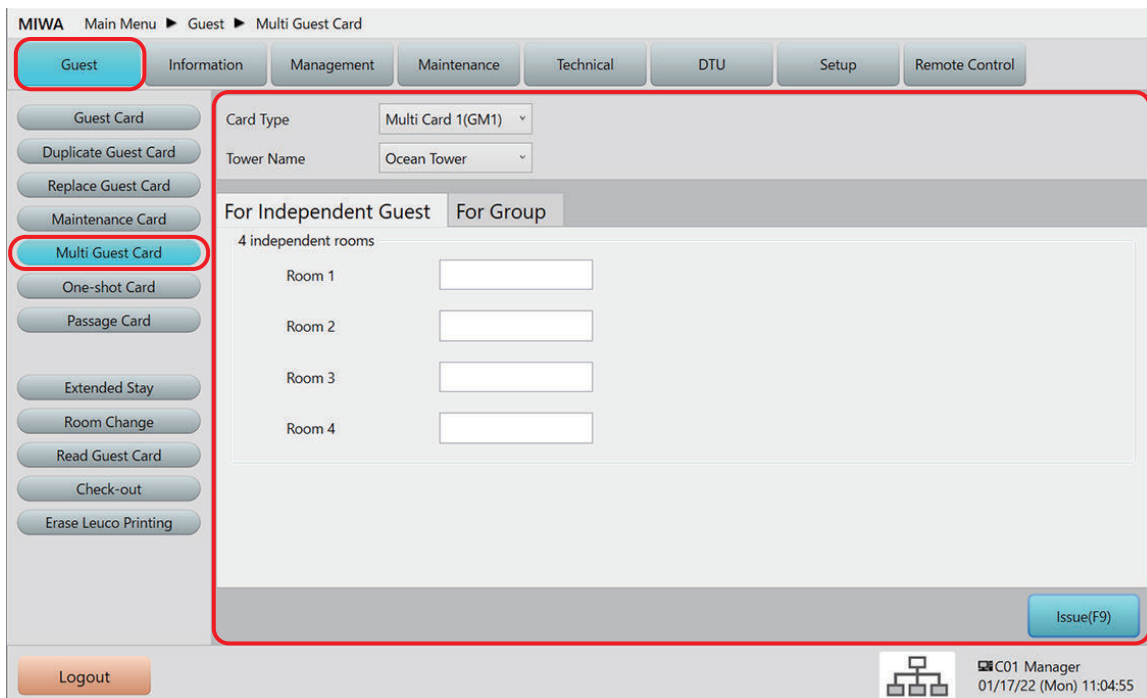 MIWA Main Menu ▶ Guest ▶ Multi Guest Card
Guest Information Management Maintenance Technical DTU Setup Remote Control
Guest Card
Duplicate Guest Card
Replace Guest Card
Maintenance Card
Multi Guest Card
One-shot Card
Passage Card
Extended Stay
Room Change
Read Guest Card
Check-out
Erase Leuco Printing
Card Type Multi Card 1(GM1)
Tower Name Ocean Tower
For Independent Guest For Group
4 independent rooms
Room 1
Room 2
Room 3
Room 4
Issue(F9)
Logout
C01 Manager
01/17/22 (Mon) 11:04:55